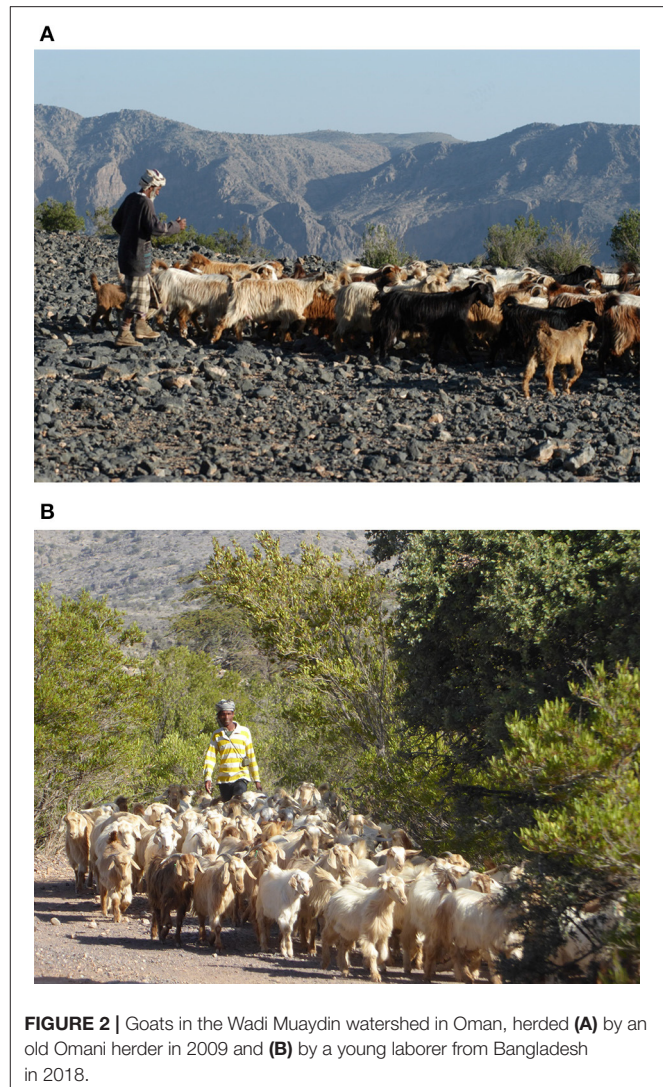 A
B
FIGURE 2 | Goats in the Wadi Muaydin watershed in Oman, herded (A) by an
old Omani herder in 2009 and (B) by a young laborer from Bangladesh
in 2018.